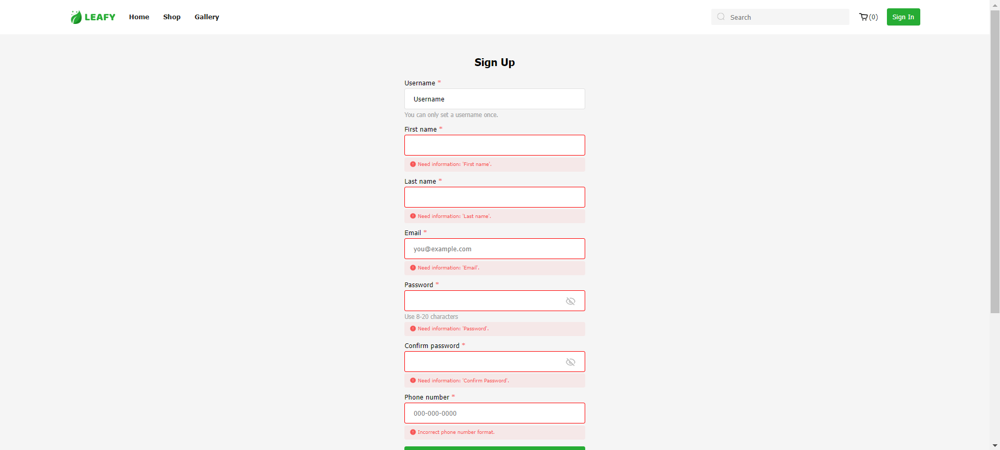 LEAFY Home Shop Gallery Search (0) Sign In
Sign Up
Username *
Username
You can only set a username once.
First name *
Need information: 'First name'.
Last name *
Need information: 'Last name'.
Email *
you@example.com
Need information: 'Email'.
Password *
Use 8-20 characters
Need information: 'Password'.
Confirm password *
Need information: 'Confirm Password'.
Phone number *
000-000-0000
Incorrect phone number format.